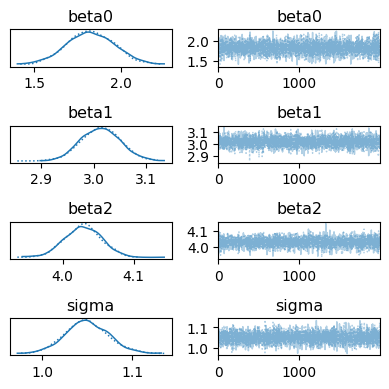 beta0 beta0
2.0
1.5
1.5 2.0 0 1000
beta1 beta1
3.1
3.0
2.9
2.9 3.0 3.1 0 1000
beta2 beta2
4.1
4.0
4.0 4.1 0 1000
sigma sigma
1.1
1.0
1.0 1.1 0 1000